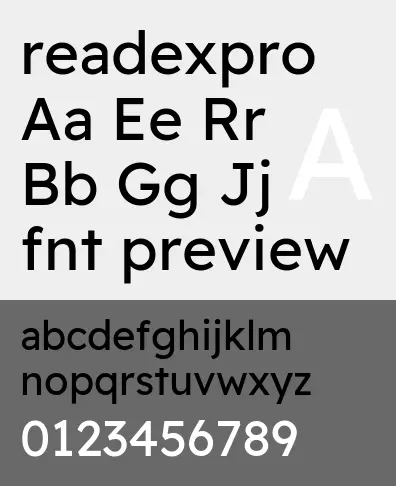 readexpro
Aa Ee Rr
A
Bb Gg Jj
fnt preview
abcdefghijklm
nopqrstuvwxyz
0123456789